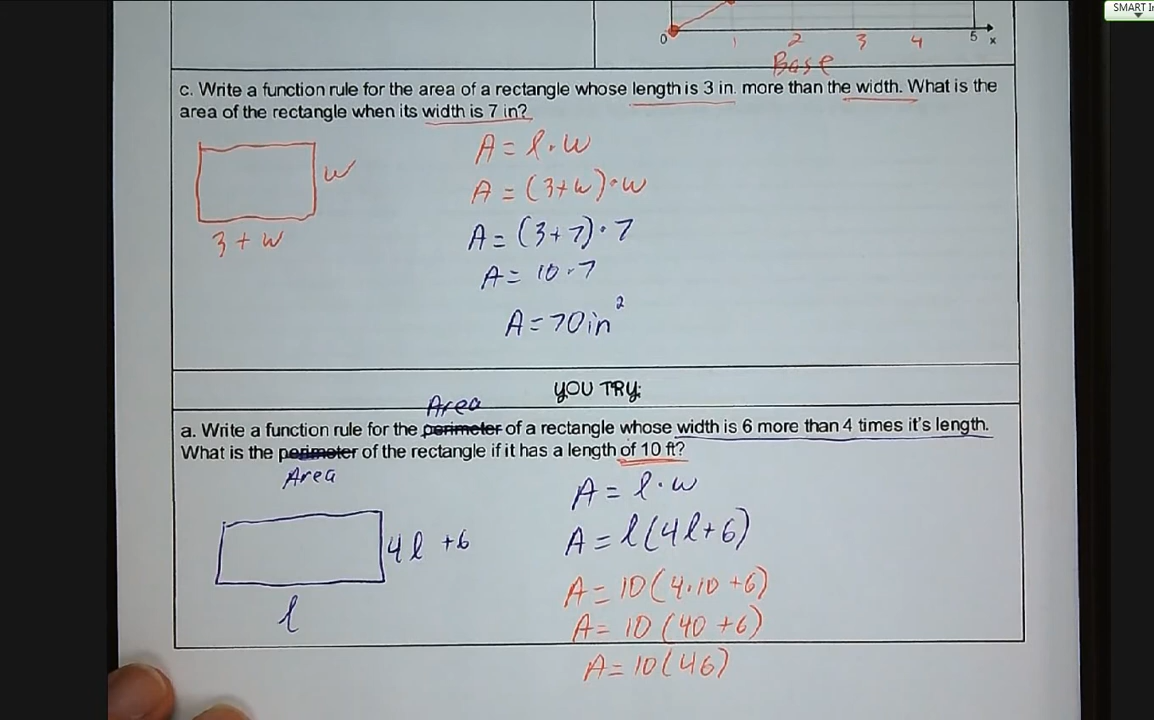 SMART In
0 1 2 3 4 5 x
Base
c. Write a function rule for the area of a rectangle whose length is 3 in. more than the width. What is the
area of the rectangle when its width is 7 in?
w
3 + w
A = l · w
A = (3+w) · w
A = (3+7) · 7
A = 10 · 7
A = 70 in²
YOU TRY:
Area
a. Write a function rule for the perimeter of a rectangle whose width is 6 more than 4 times it's length.
What is the perimeter of the rectangle if it has a length of 10 ft?
Area
4l +6
l
A = l · w
A = l(4l+6)
A = 10(4·10 +6)
A = 10 (40 +6)
A = 10(46)